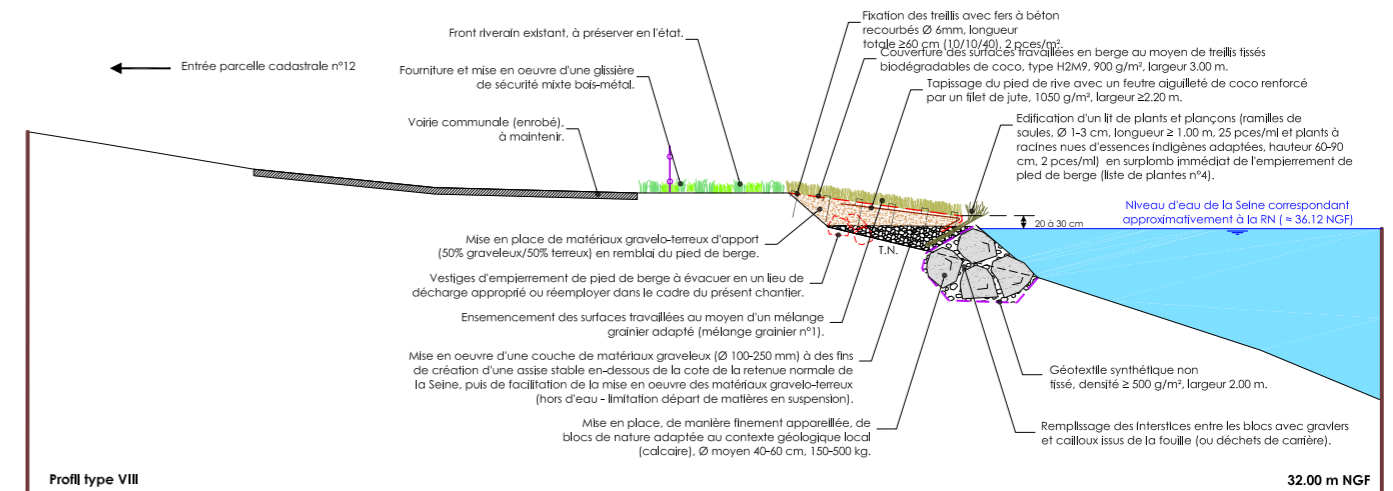 Entrée parcelle cadastrale n°12
Front riverain existant, à préserver en l'état.
Fourniture et mise en oeuvre d'une glissière
de sécurité mixte bois-métal.
Voirie communale (enrobé),
à maintenir.
Fixation des treillis avec fers à béton
recourbés Ø 6mm, longueur
totale ≥60 cm (10/10/40), 2 pces/m².
Couverture des surfaces travaillées en berge au moyen de treillis tissés
biodégradables de coco, type H2M9, 900 g/m², largeur 3.00 m.
Tapissage du pied de rive avec un feutre aiguilleté de coco renforcé
par un filet de jute, 1050 g/m², largeur ≥2.20 m.
Edification d'un lit de plants et plançons (ramilles de
saules, Ø 1-3 cm, longueur ≥ 1.00 m, 25 pces/ml et plants à
racines nues d'essences indigènes adaptées, hauteur 60-90
cm, 2 pces/ml) en surplomb immédiat de l'empierrement de
pied de berge (liste de plantes n°4).
Niveau d'eau de la Seine correspondant
approximativement à la RN ( ≈ 36.12 NGF)
20 à 30 cm
T.N.
Mise en place de matériaux gravelo-terreux d'apport
(50% graveleux/50% terreux) en remblai du pied de berge.
Vestiges d'empierrement de pied de berge à évacuer en un lieu de
décharge approprié ou réemployer dans le cadre du présent chantier.
Ensemencement des surfaces travaillées au moyen d'un mélange
grainier adapté (mélange grainier n°1).
Mise en oeuvre d'une couche de matériaux graveleux (Ø 100-250 mm) à des fins
de création d'une assise stable en-dessous de la cote de la retenue normale de
la Seine, puis de facilitation de la mise en oeuvre des matériaux gravelo-terreux
(hors d'eau - limitation départ de matières en suspension).
Mise en place, de manière finement appareillée, de
blocs de nature adaptée au contexte géologique local
(calcaire), Ø moyen 40-60 cm, 150-500 kg.
Géotextile synthétique non
tissé, densité ≥ 500 g/m², largeur 2.00 m.
Remplissage des interstices entre les blocs avec graviers
et cailloux issus de la fouille (ou déchets de carrière).
Profil type VIII
32.00 m NGF